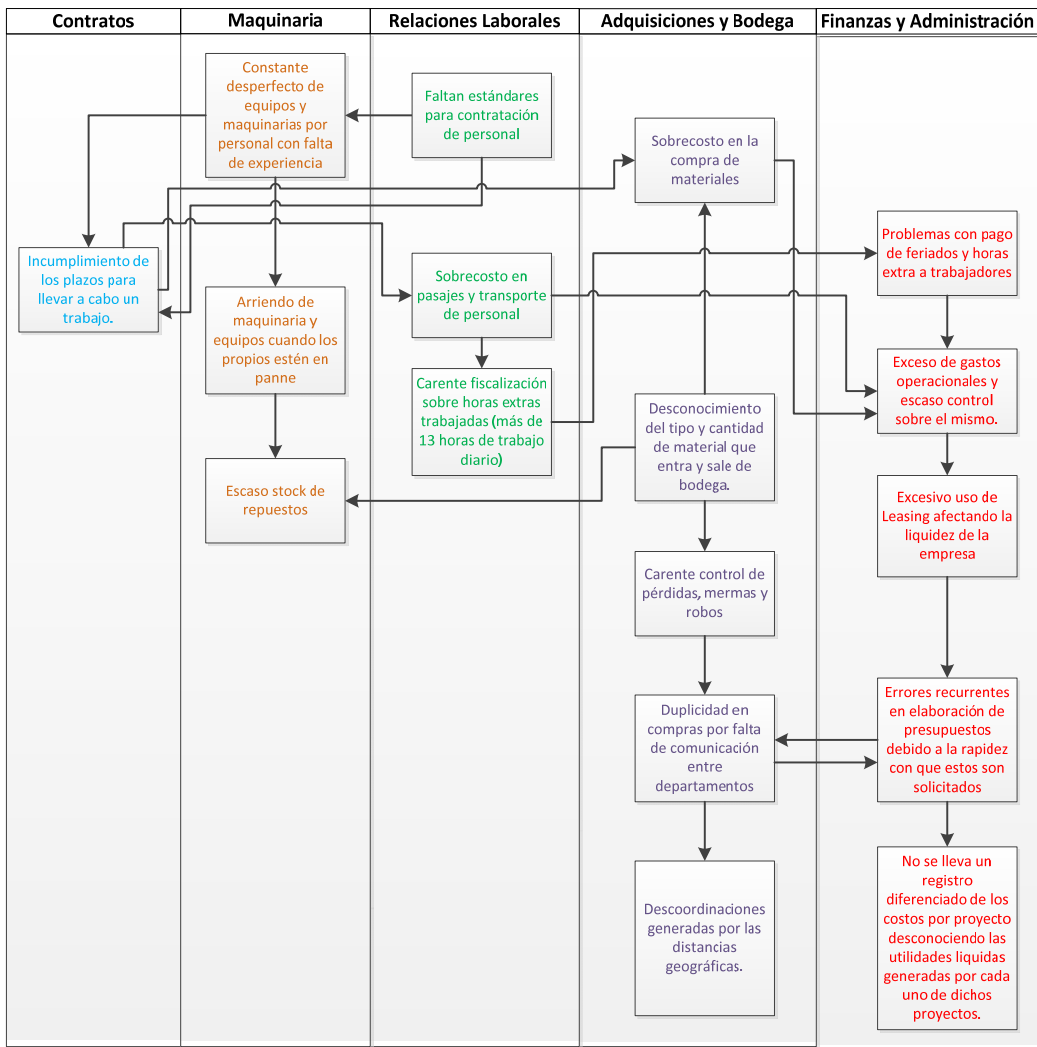 Contratos
Maquinaria
Relaciones Laborales
Adquisiciones y Bodega
Finanzas y Administración
Incumplimiento de
los plazos para
llevar a cabo un
trabajo.
Constante
desperfecto de
equipos y
maquinarias por
personal con falta
de experiencia
Arriendo de
maquinaria y
equipos cuando los
propios estén en
panne
Escaso stock de
repuestos
Faltan estándares
para contratación
de personal
Sobrecosto en
pasajes y transporte
de personal
Carente fiscalización
sobre horas extras
trabajadas (más de
13 horas de trabajo
diario)
Sobrecosto en la
compra de
materiales
Desconocimiento
del tipo y cantidad
de material que
entra y sale de
bodega.
Carente control de
pérdidas, mermas y
robos
Duplicidad en
compras por falta
de comunicación
entre
departamentos
Descoordinaciones
generadas por las
distancias
geográficas.
Problemas con pago
de feriados y horas
extra a trabajadores
Exceso de gastos
operacionales y
escaso control
sobre el mismo.
Excesivo uso de
Leasing afectando la
liquidez de la
empresa
Errores recurrentes
en elaboración de
presupuestos
debido a la rapidez
con que estos son
solicitados
No se lleva un
registro
diferenciado de los
costos por proyecto
desconociendo las
utilidades liquidas
generadas por cada
uno de dichos
proyectos.